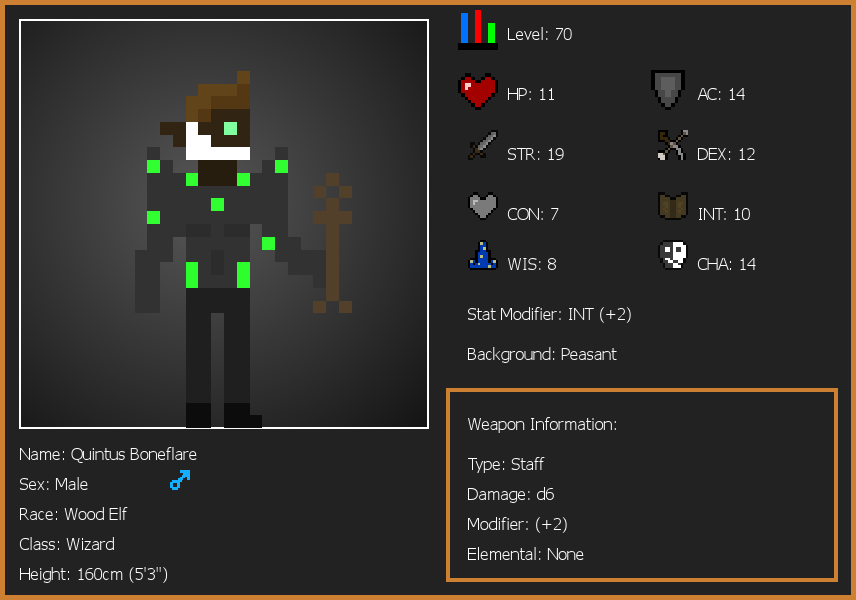 Level: 70
HP: 11
AC: 14
STR: 19
DEX: 12
CON: 7
INT: 10
WIS: 8
CHA: 14
Stat Modifier: INT (+2)
Background: Peasant
Weapon Information:
Type: Staff
Damage: d6
Modifier: (+2)
Elemental: None
Name: Quintus Boneflare
Sex: Male
Race: Wood Elf
Class: Wizard
Height: 160cm (5'3")